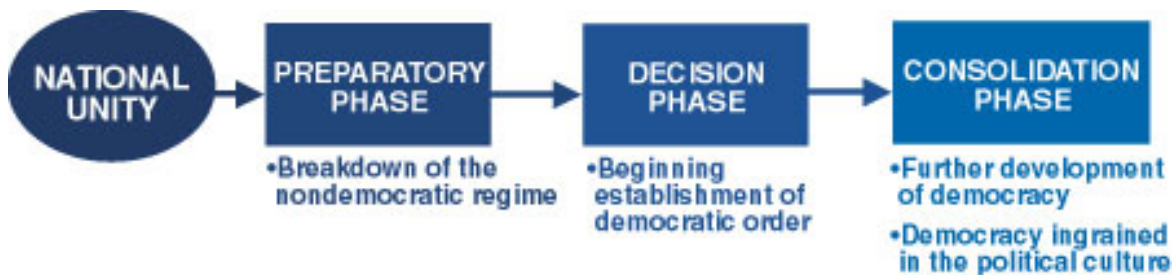 NATIONAL
UNITY
PREPARATORY
PHASE
•Breakdown of the
nondemocratic regime
DECISION
PHASE
•Beginning
establishment of
democratic order
CONSOLIDATION
PHASE
•Further development
of democracy
•Democracy ingrained
in the political culture